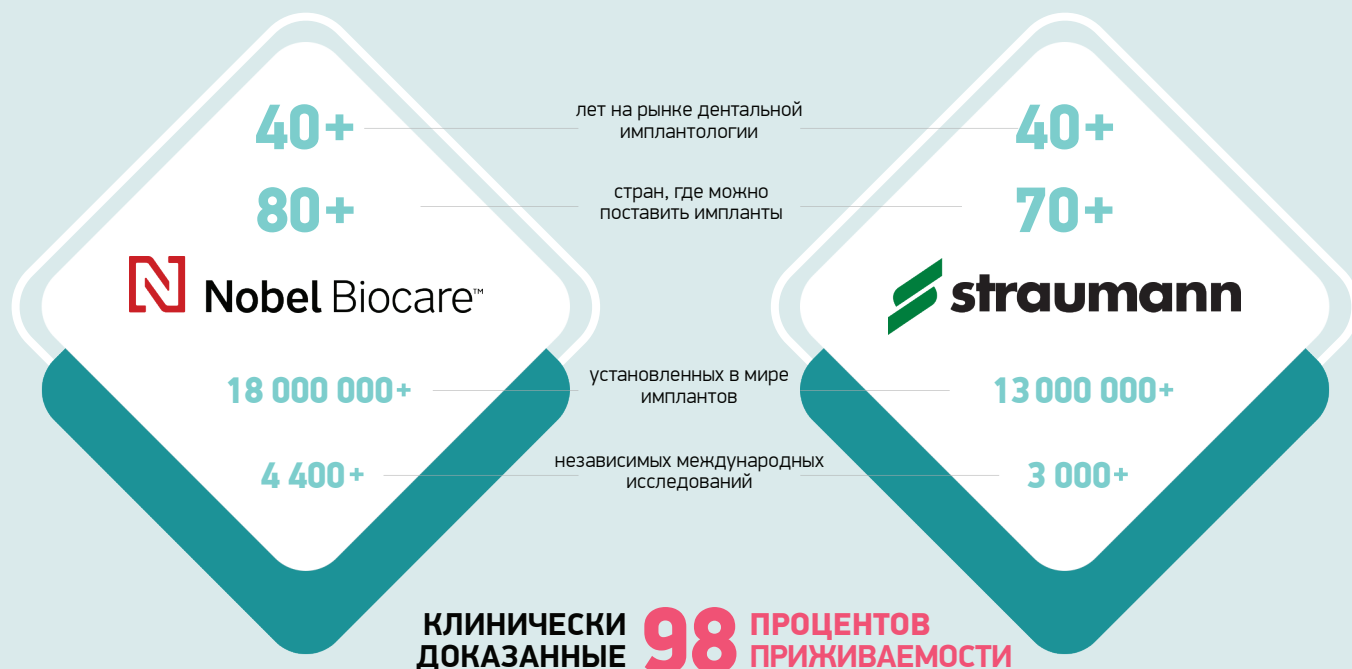 40+
лет на рынке дентальной
имплантологии
40+
80+
стран, где можно
поставить импланты
70+
Nobel Biocare™
straumann
18 000 000+
установленных в мире
имплантов
13 000 000+
4 400+
независимых международных
исследований
3 000+
КЛИНИЧЕСКИ
ДОКАЗАННЫЕ
98
ПРОЦЕНТОВ
ПРИЖИВАЕМОСТИ